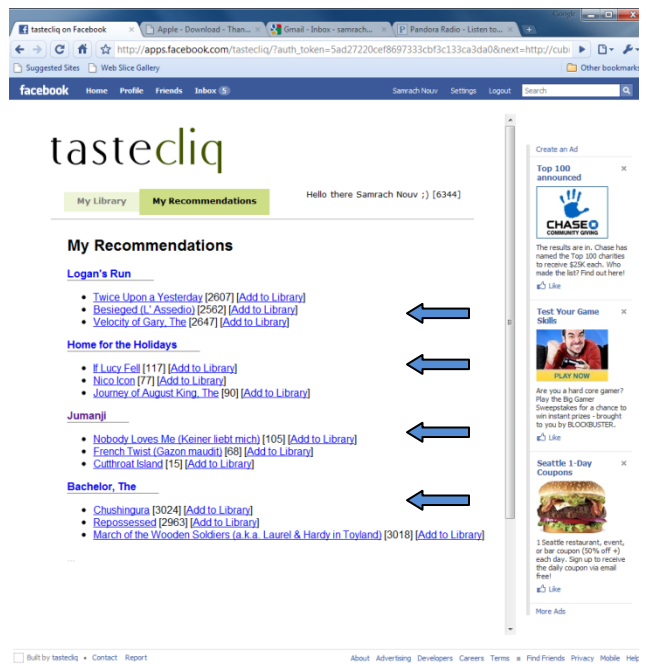 tastecliq on Facebook
Apple - Download - Than...
Gmail - Inbox - samrach...
Pandora Radio - Listen to...
Google
http://apps.facebook.com/tastecliq/?auth_token=5ad27220cef8697333cbf3c133ca3da0&next=http://cubi
Suggested Sites
Web Slice Gallery
Other bookmarks
facebook Home Profile Friends Inbox 5 Samrach Nouv Settings Logout Search
tastecliq
My Library My Recommendations Hello there Samrach Nouv ;) [6344]
My Recommendations
Logan's Run
Twice Upon a Yesterday [2607] [Add to Library]
Besieged (L' Assedio) [2562] [Add to Library]
Velocity of Gary, The [2647] [Add to Library]
Home for the Holidays
If Lucy Fell [117] [Add to Library]
Nico Icon [77] [Add to Library]
Journey of August King, The [90] [Add to Library]
Jumanji
Nobody Loves Me (Keiner liebt mich) [105] [Add to Library]
French Twist (Gazon maudit) [68] [Add to Library]
Cutthroat Island [15] [Add to Library]
Bachelor, The
Chushingura [3024] [Add to Library]
Repossessed [2963] [Add to Library]
March of the Wooden Soldiers (a.k.a. Laurel & Hardy in Toyland) [3018] [Add to Library]
...
Create an Ad
Top 100
announced
CHASE
COMMUNITY GIVING
The results are in. Chase has
named the Top 100 charities
to receive $25K each. Who
made the list? Find out here!
Like
Test Your Game
Skills
PLAY NOW
Are you a hard core gamer?
Play the Big Gamer
Sweepstakes for a chance to
win instant prizes - brought
to you by BLOCKBUSTER.
Like
Seattle 1-Day
Coupons
1 Seattle restaurant, event,
or bar coupon (50% off +)
each day. Sign up to receive
the daily coupon via email
free!
Like
More Ads
Built by tastecliq • Contact Report
About Advertising Developers Careers Terms Find Friends Privacy Mobile Help